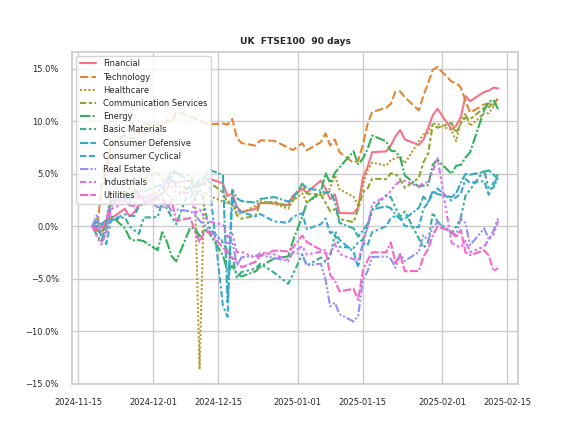 UK  FTSE100  90 days
15.0%
10.0%
5.0%
0.0%
−5.0%
−10.0%
−15.0%
Financial
Technology
Healthcare
Communication Services
Energy
Basic Materials
Consumer Defensive
Consumer Cyclical
Real Estate
Industrials
Utilities
2024-11-15
2024-12-01
2024-12-15
2025-01-01
2025-01-15
2025-02-01
2025-02-15